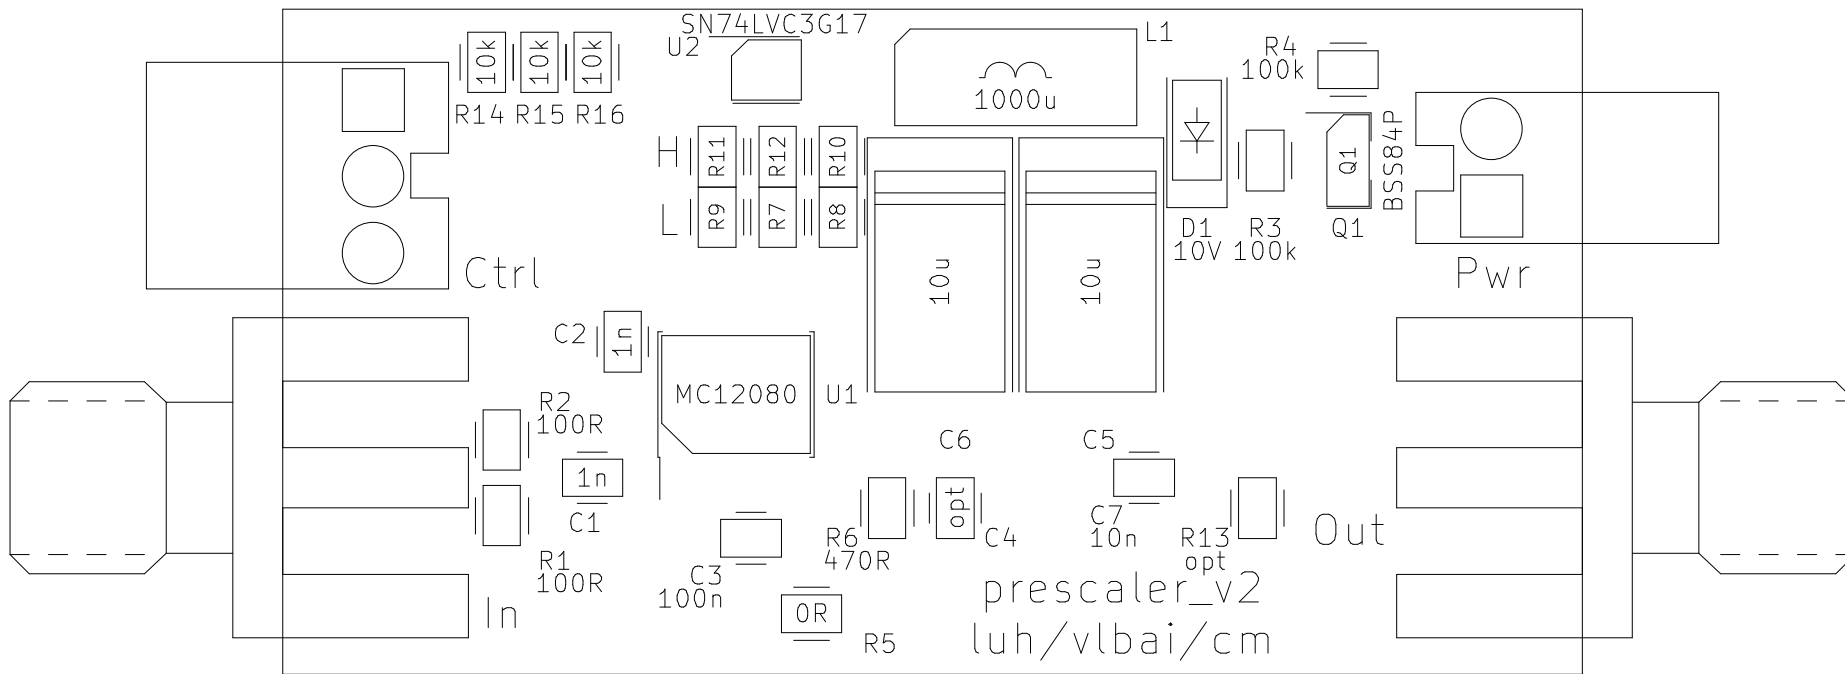 SN74LVC3G17
U2
L1
R4
100k
10k
10k
10k
1000u
R14
R15
R16
H
R11
R12
R10
Q1
BSS84P
L
R9
R7
R8
D1
10V
R3
100k
Q1
Ctrl
10u
10u
Pwr
C2
1n
MC12080
U1
R2
100R
C6
C5
1n
C1
opt
R6
470R
C4
C7
10n
R13
opt
Out
R1
100R
C3
100n
In
0R
R5
prescaler_v2
luh/vlbai/cm